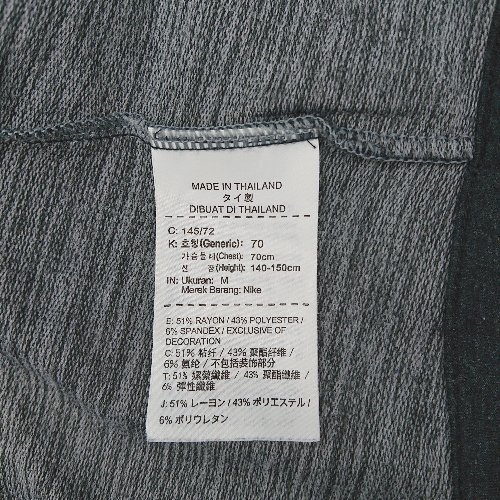 MADE IN THAILAND
タイ製
DIBUAT DI THAILAND
C: 145/72
K: 호칭(Generic): 70
가슴둘레(Chest): 70cm
신 장(Height): 140-150cm
IN: Ukuran: M
Merek Barang: Nike
E: 51% RAYON / 43% POLYESTER /
6% SPANDEX / EXCLUSIVE OF
DECORATION
C: 51% 粘纤 / 43% 聚酯纤维 /
6% 氨纶 / 不包括装饰部分
T: 51% 嫘縈纖維 / 43% 聚酯纖維 /
6% 彈性纖維
J: 51% レーヨン / 43% ポリエステル /
6% ポリウレタン